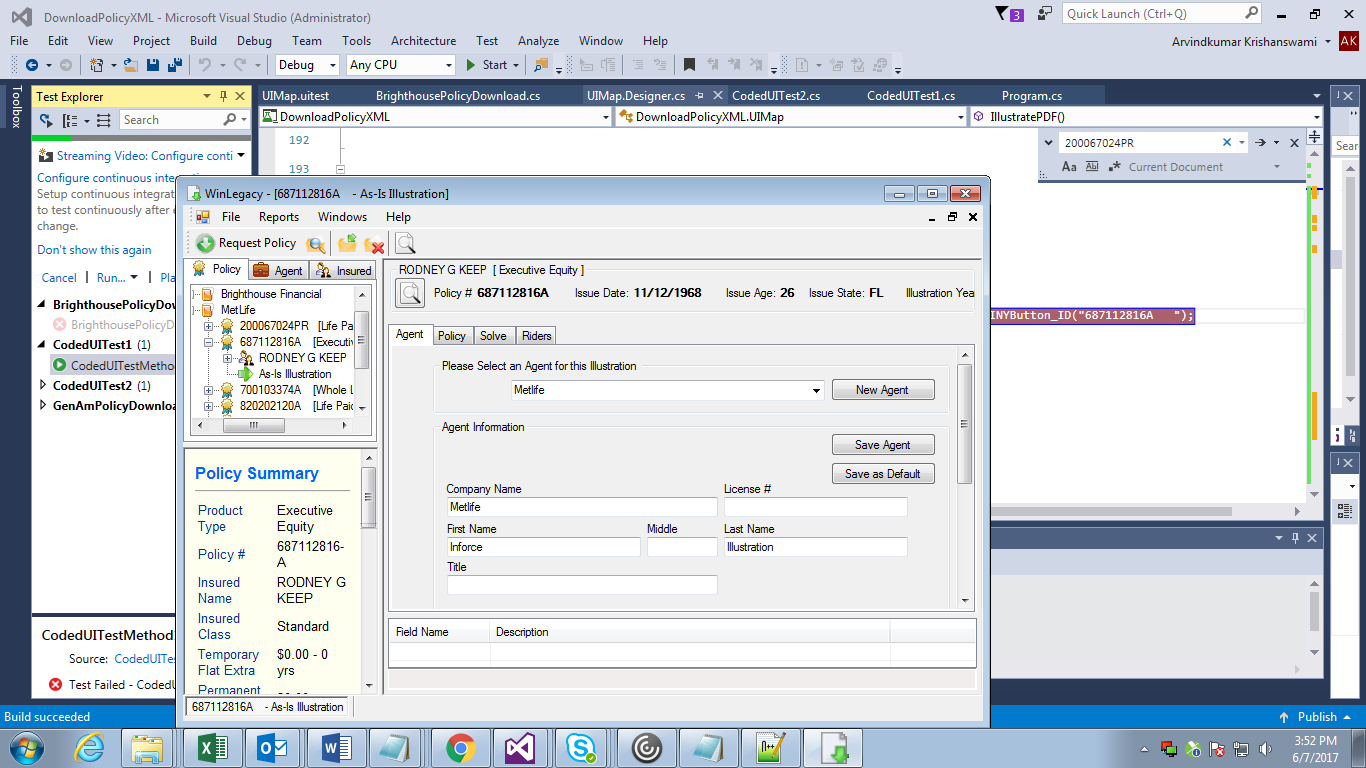 DownloadPolicyXML - Microsoft Visual Studio (Administrator)
3
Quick Launch (Ctrl+Q)
File Edit View Project Build Debug Team Tools Architecture Test Analyze Window Help
Arvindkumar Krishanswami
AK
Debug
Any CPU
Start
Toolbox
Test Explorer
Search
Streaming Video: Configure conti
Configure continuous inte
Setup continuous integrat
to test continuously after e
change.
Don't show this again
Cancel
Run...
Pla
BrighthousePolicyDov
BrighthousePolicyD
CodedUITest1 (1)
CodedUITestMetho
CodedUITest2 (1)
GenAmPolicyDownloa
CodedUITestMethod
Source: CodedUITes
Test Failed - CodedU
UIMap.uitest
BrighthousePolicyDownload.cs
UIMap.Designer.cs
CodedUITest2.cs
CodedUITest1.cs
Program.cs
DownloadPolicyXML
DownloadPolicyXML.UIMap
IllustratePDF()
192
193
200067024PR
Aa
Ab
Current Document
Sear
INYButton_ID("687112816A   ");
WinLegacy - [687112816A   - As-Is Illustration]
File Reports Windows Help
Request Policy
Policy
Agent
Insured
Brighthouse Financial
MetLife
200067024PR [Life Pa
687112816A [Executiv
RODNEY G KEEP
As-Is Illustration
700103374A [Whole L
820202120A [Life Paid
Policy Summary
Product Type
Executive Equity
Policy #
687112816-A
Insured Name
RODNEY G KEEP
Insured Class
Standard
Temporary Flat Extra
$0.00 - 0 yrs
Permanent
RODNEY G KEEP [ Executive Equity ]
Policy # 687112816A Issue Date: 11/12/1968 Issue Age: 26 Issue State: FL Illustration Yea
Agent
Policy
Solve
Riders
Please Select an Agent for this Illustration
Metlife
New Agent
Agent Information
Save Agent
Save as Default
Company Name
License #
Metlife
First Name
Middle
Last Name
Inforce
Illustration
Title
Field Name
Description
687112816A   - As-Is Illustration
Build succeeded
Publish
3:52 PM
6/7/2017